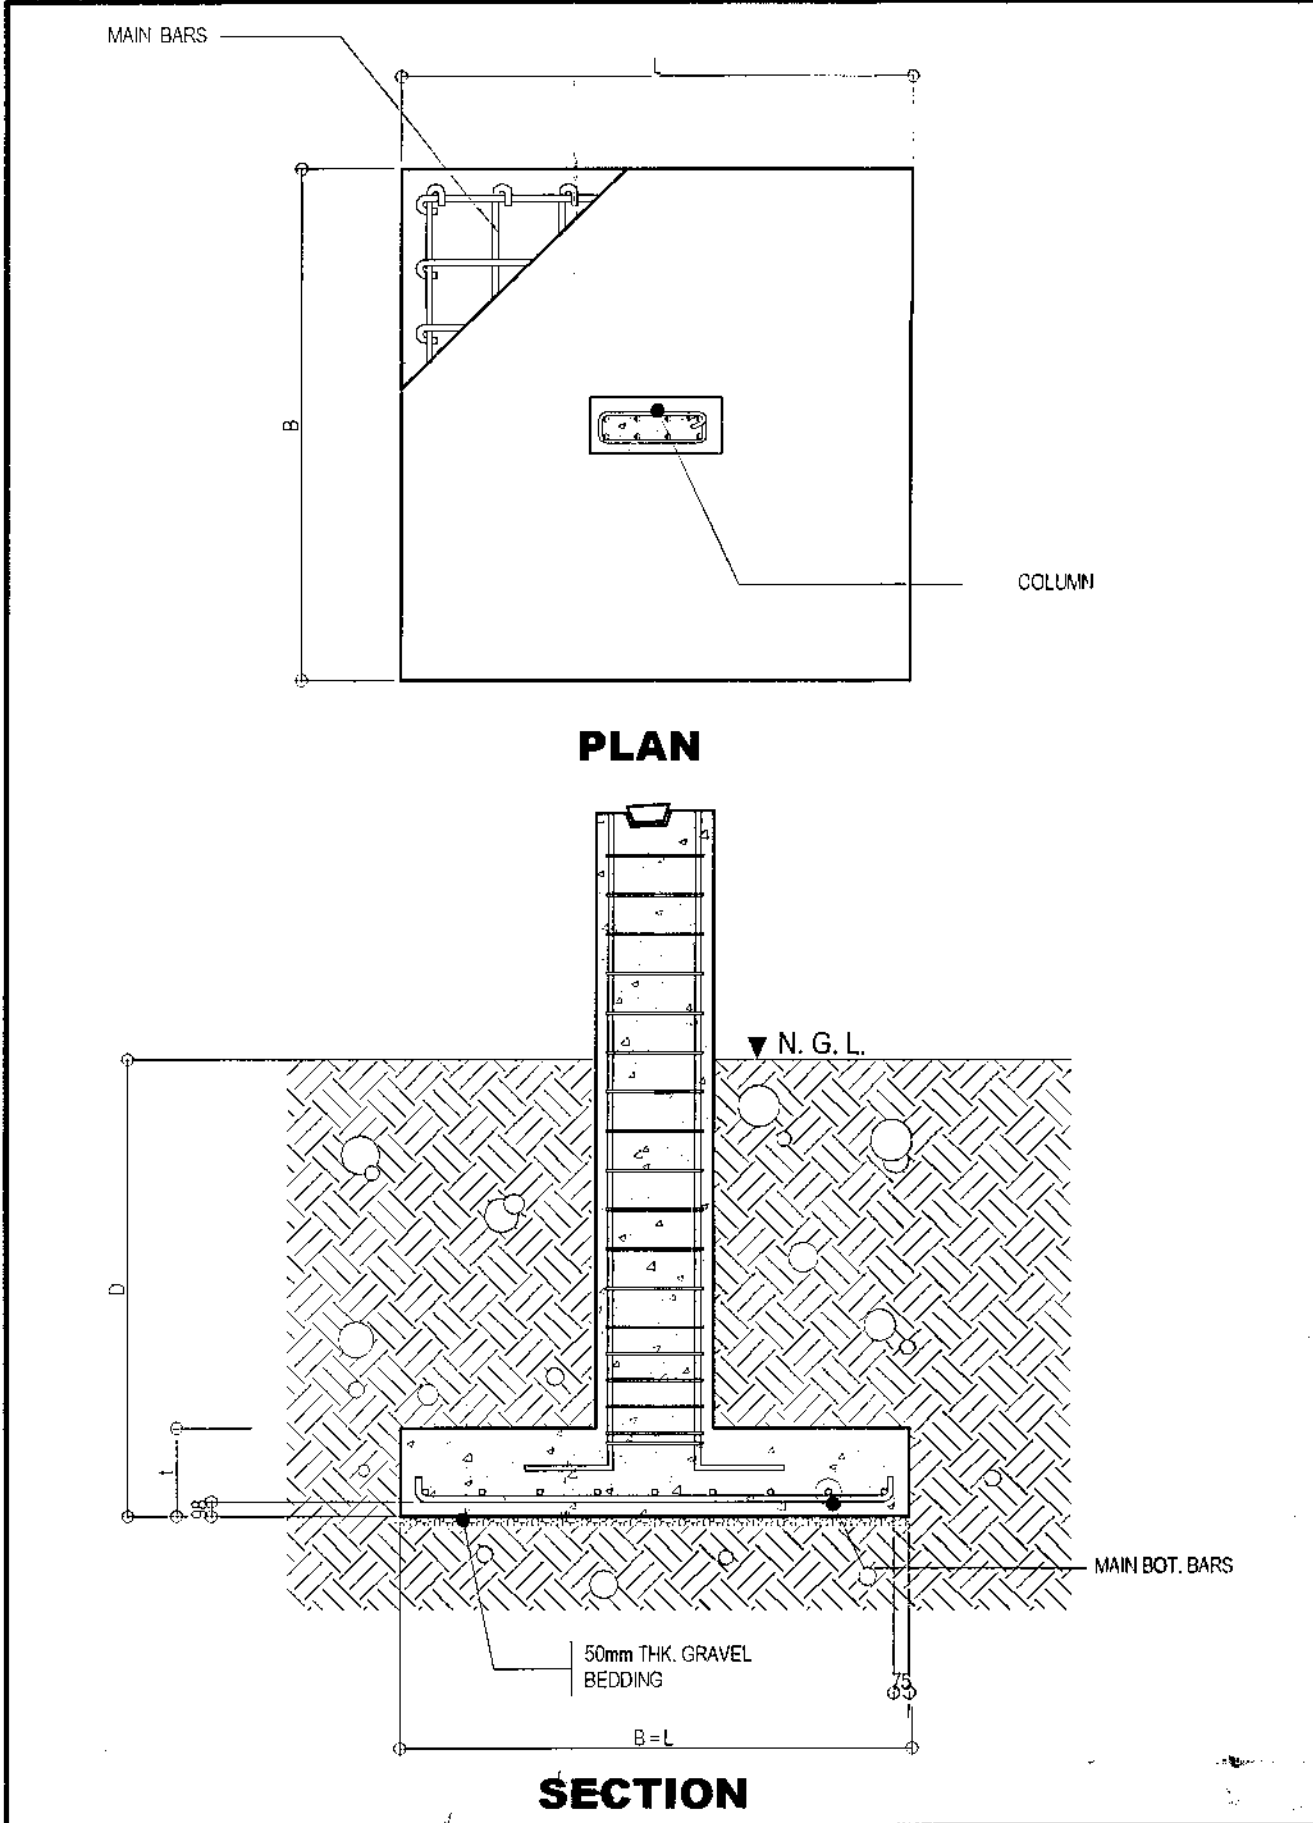 MAIN BARS
L
B
COLUMN
PLAN
N. G. L.
D
t
MAIN BOT. BARS
50mm THK. GRAVEL
BEDDING
75
B = L
SECTION